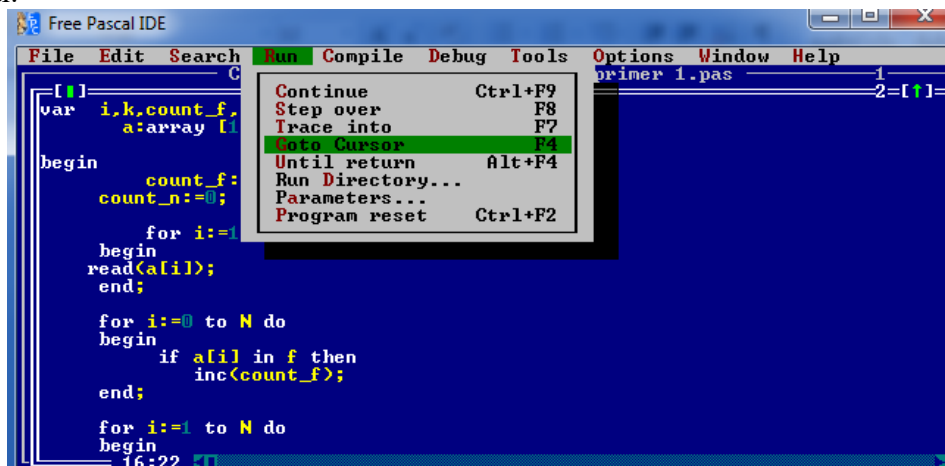 Free Pascal IDE
File Edit Search Run Compile Debug Tools Options Window Help
C primer 1.pas 1
[■] 2=[↑]
var i,k,count_f,
a:array [1
begin
count_f:
count_n:=0;
for i:=1
begin
read(a[i]);
end;
for i:=0 to N do
begin
if a[i] in f then
inc(count_f);
end;
for i:=1 to N do
begin
16:22
Continue Ctrl+F9
Step over F8
Trace into F7
Goto Cursor F4
Until return Alt+F4
Run Directory...
Parameters...
Program reset Ctrl+F2